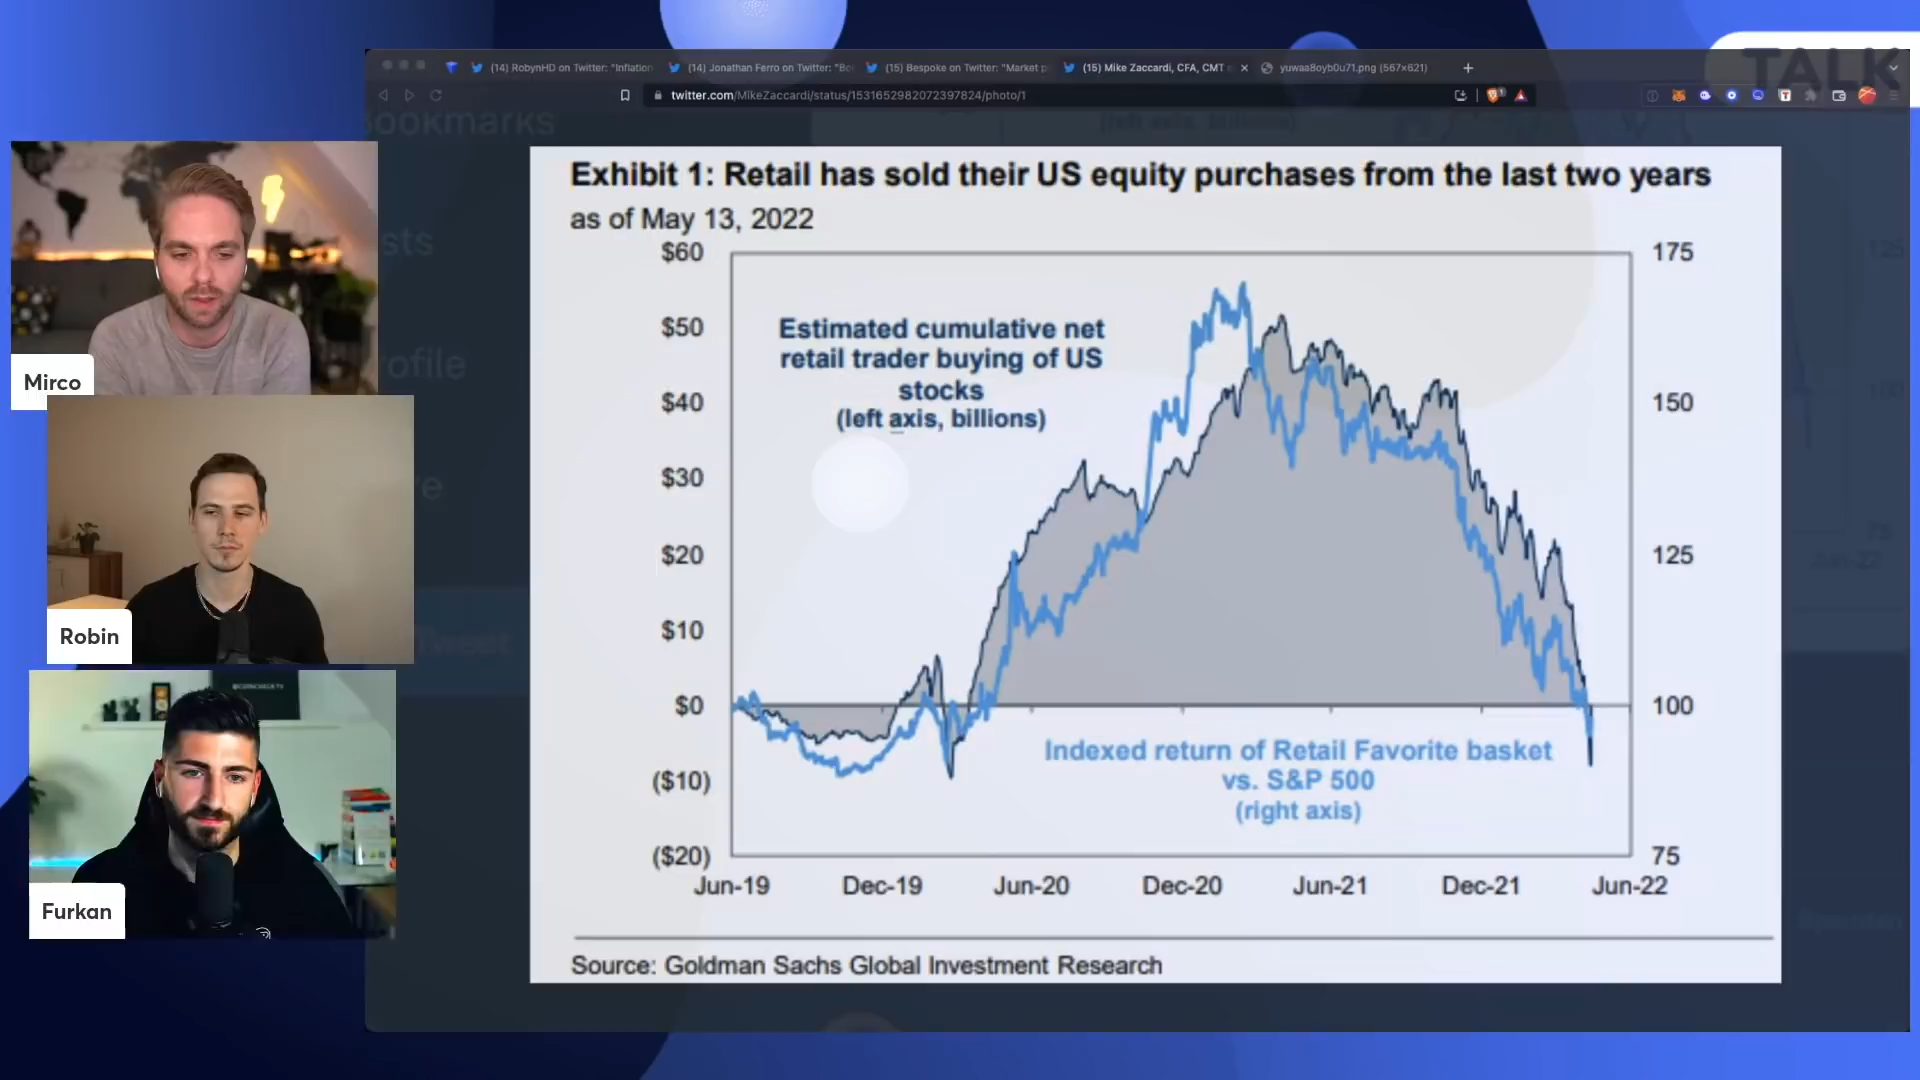 TALK
(14) RobynHD on Twitter: "Inflation
(14) Jonathan Ferro on Twitter: "Bo
(15) Bespoke on Twitter: "Market p
(15) Mike Zaccardi, CFA, CMT
yuwaa8oyb0u71.png (567×621)
twitter.com/MikeZaccardi/status/1531652982072397824/photo/1
Bookmarks
Tweet
Exhibit 1: Retail has sold their US equity purchases from the last two years
as of May 13, 2022
$60
$50
$40
$30
$20
$10
$0
($10)
($20)
175
150
125
100
75
Estimated cumulative net
retail trader buying of US
stocks
(left axis, billions)
Indexed return of Retail Favorite basket
vs. S&P 500
(right axis)
Jun-19
Dec-19
Jun-20
Dec-20
Jun-21
Dec-21
Jun-22
Source: Goldman Sachs Global Investment Research
Mirco
Robin
Furkan